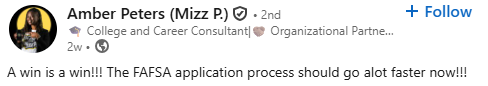 Amber Peters (Mizz P.) • 2nd
+ Follow
🎓 College and Career Consultant|🤝 Organizational Partne...
2w •
A win is a win!!! The FAFSA application process should go alot faster now!!!